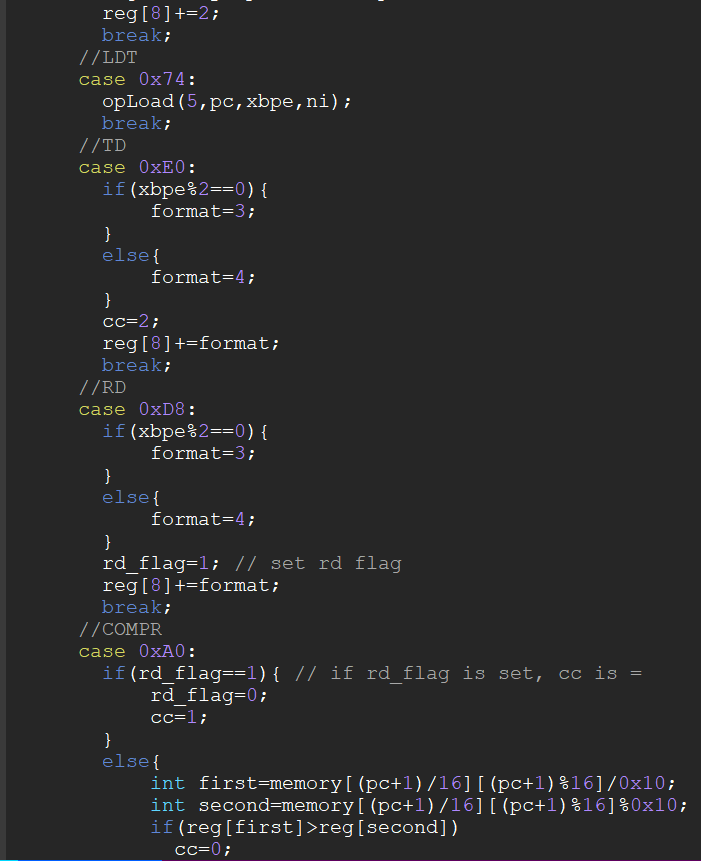 reg[8]+=2;
break;
//LDT
case 0x74:
opLoad(5,pc,xbpe,ni);
break;
//TD
case 0xE0:
if(xbpe%2==0){
format=3;
}
else{
format=4;
}
cc=2;
reg[8]+=format;
break;
//RD
case 0xD8:
if(xbpe%2==0){
format=3;
}
else{
format=4;
}
rd_flag=1; // set rd flag
reg[8]+=format;
break;
//COMPR
case 0xA0:
if(rd_flag==1){ // if rd_flag is set, cc is =
rd_flag=0;
cc=1;
}
else{
int first=memory[(pc+1)/16][(pc+1)%16]/0x10;
int second=memory[(pc+1)/16][(pc+1)%16]%0x10;
if(reg[first]>reg[second])
cc=0;